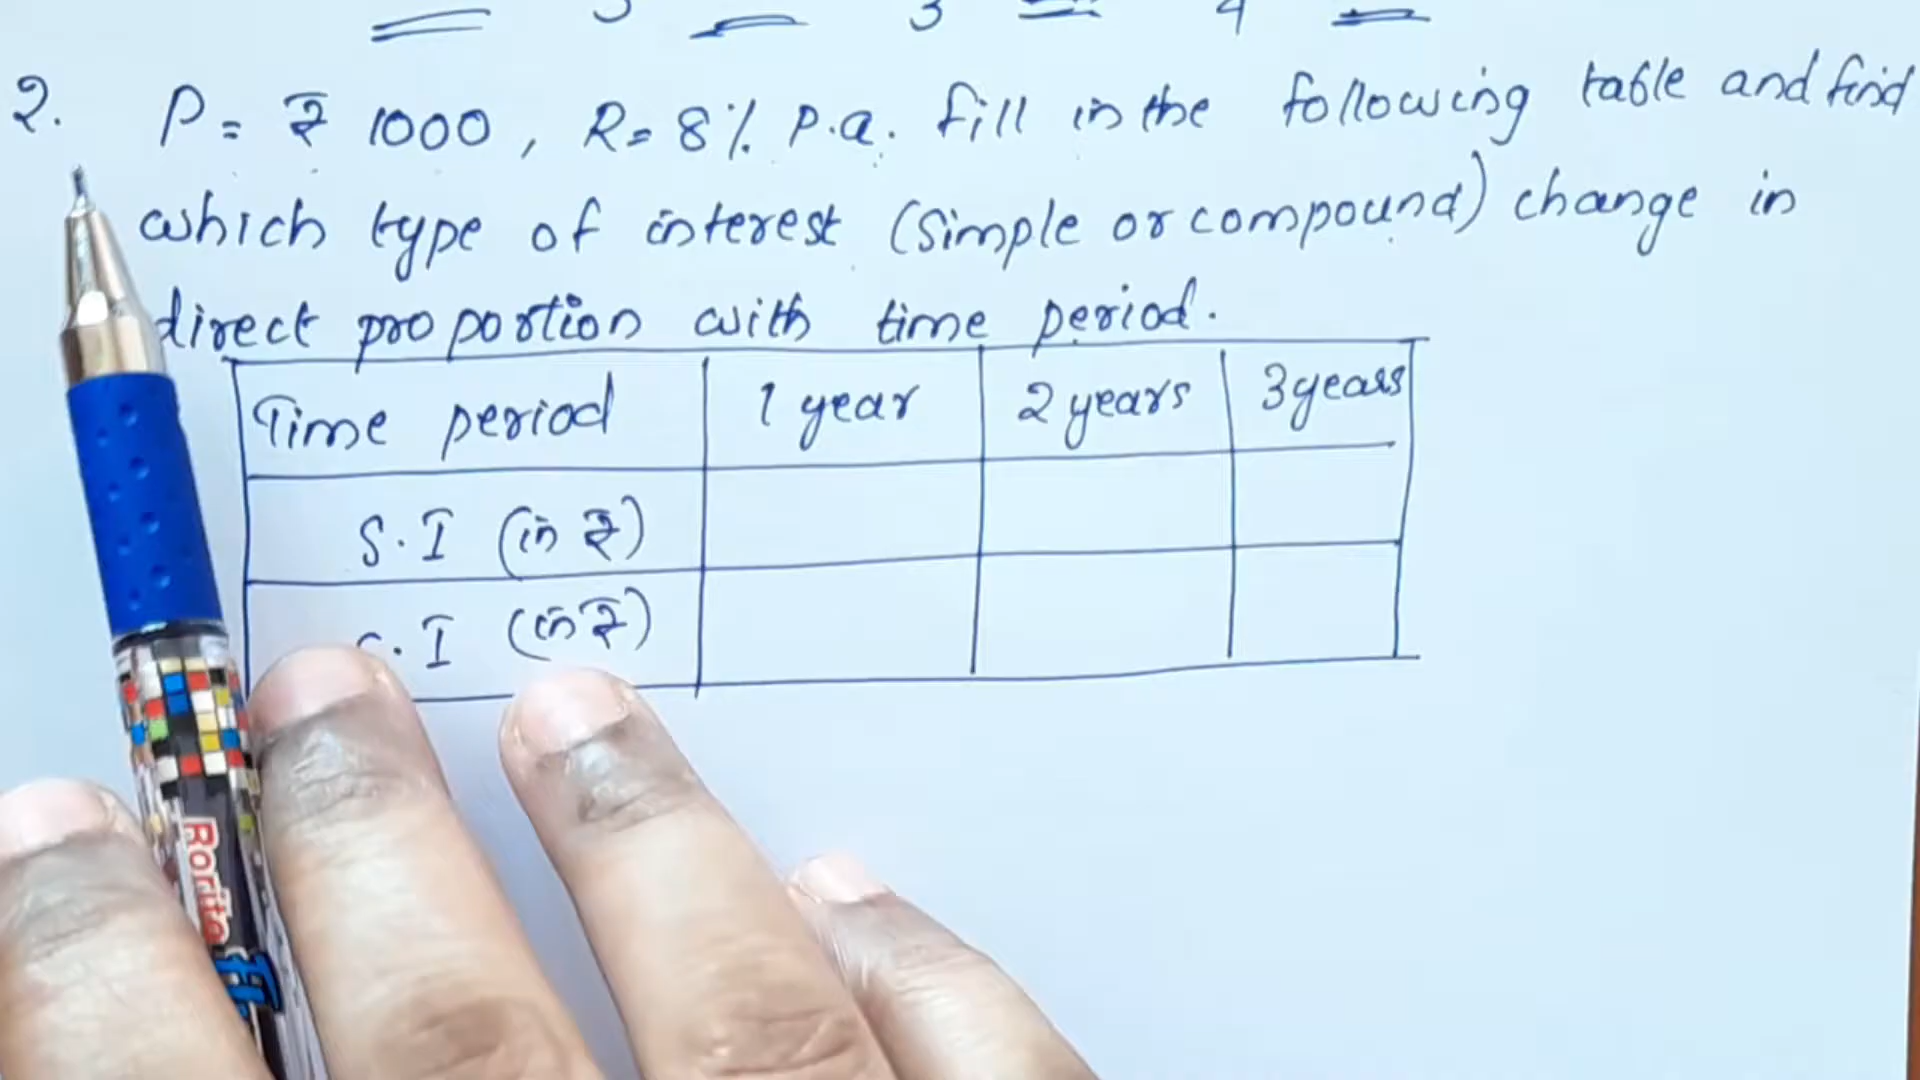 2. P = ₹ 1000, R = 8% P.a. fill in the following table and find
which type of interest (Simple or compound) change in
direct proportion with time period.
Time period 1 year 2 years 3 years
S.I (in ₹)
.I (in ₹)
Rorito